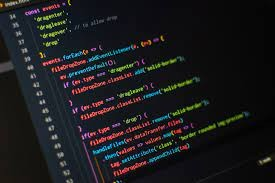 const events = [
'dragenter',
'dragleave',
'dragover', // to allow drop
'drop'
];
events.forEach(e => {
fileDropZone.addEventListener(e, (ev) => {
ev.preventDefault();
if (ev.type === 'dragenter') {
fileDropZone.classList.add('solid-border');
}
if (ev.type === 'dragleave') {
fileDropZone.classList.remove('solid-border');
}
if(ev.type === 'drop') {
fileDropZone.classList.remove('solid-border');
handleFiles(ev.dataTransfer.files)
.then(values => values.map(tag => {
tag.setAttribute('class', 'border rounded img-preview');
fileDropZone.appendChild(tag)